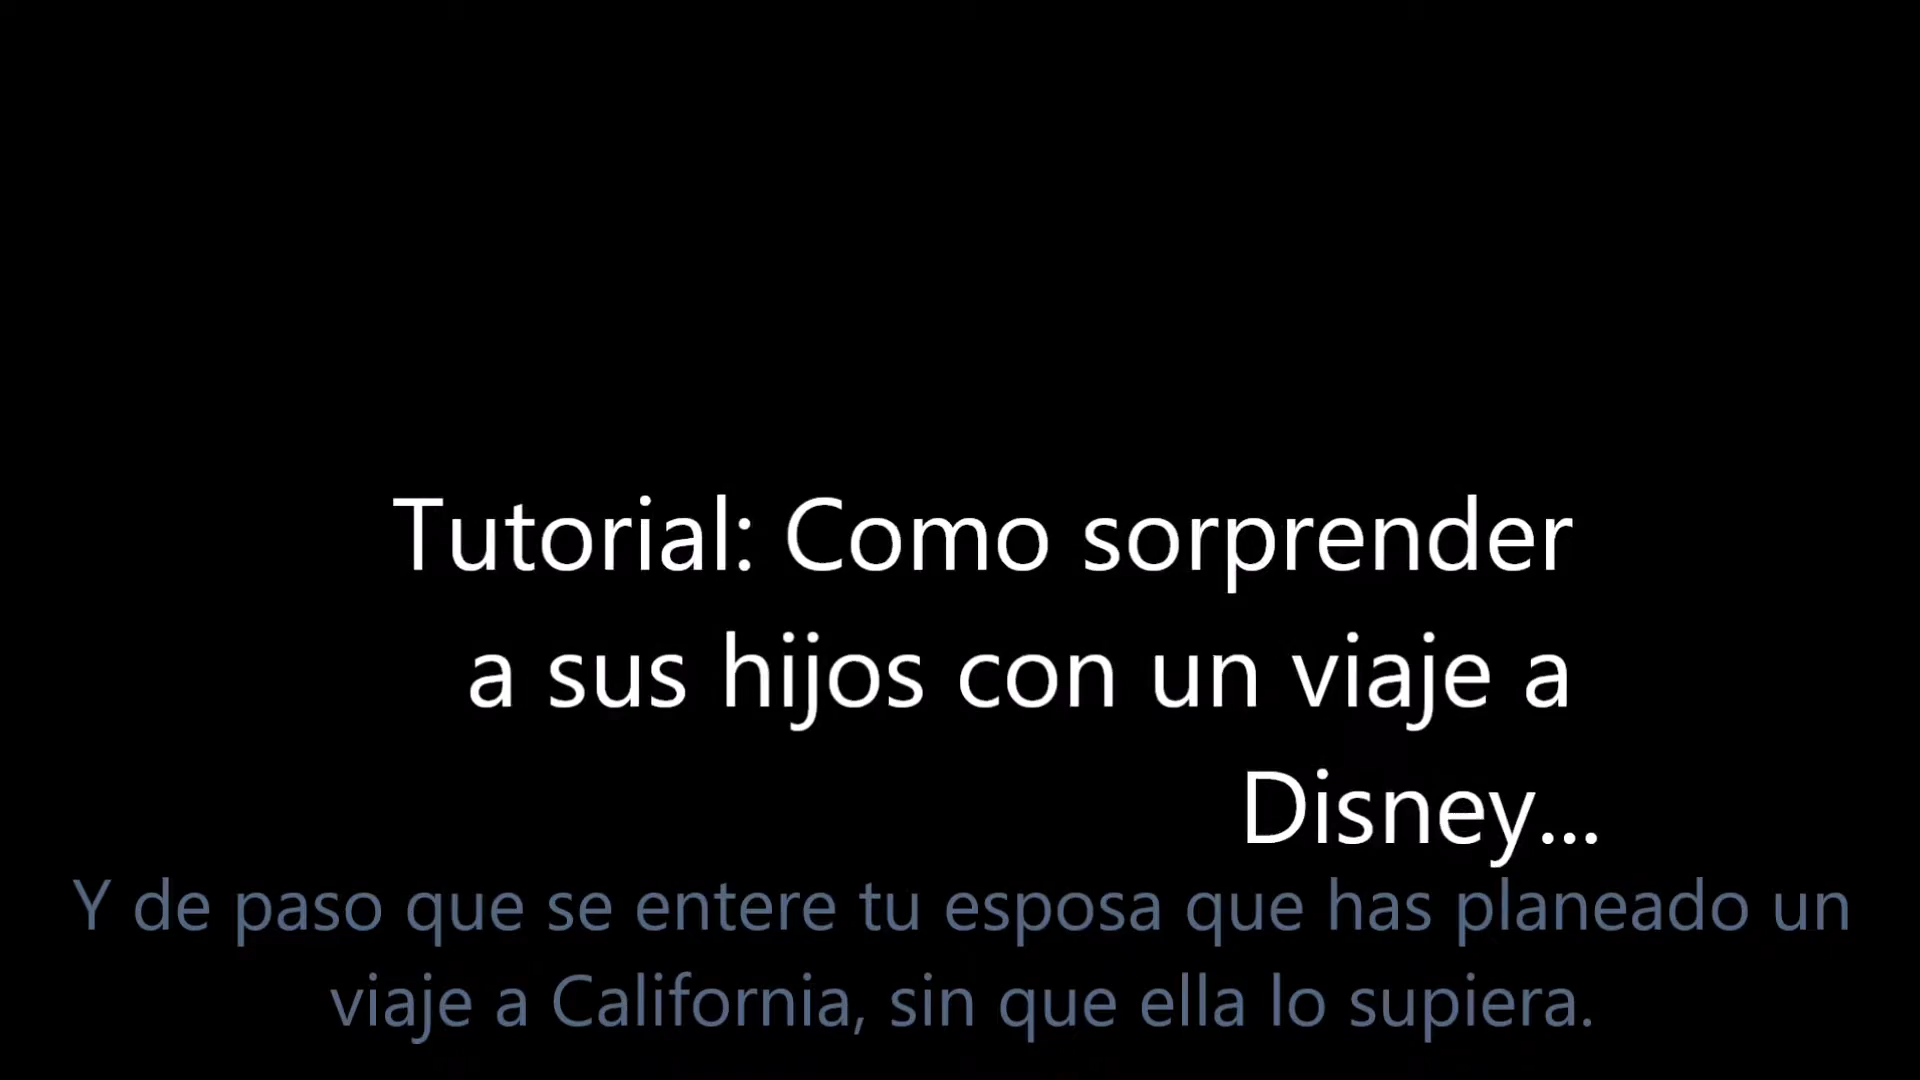 Tutorial: Como sorprender
a sus hijos con un viaje a
Disney...
Y de paso que se entere tu esposa que has planeado un
viaje a California, sin que ella lo supiera.